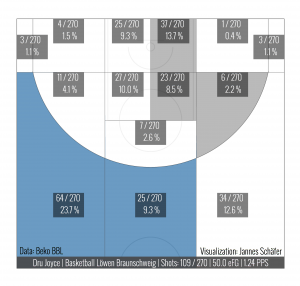 4 / 270 25 / 270 37 / 270 1 / 270
1.5 % 9.3 % 13.7 % 0.4 %
3 / 270 3 / 270
1.1 % 1.1 %
11 / 270 27 / 270 23 / 270 6 / 270
4.1 % 10.0 % 8.5 % 2.2 %
7 / 270
2.6 %
64 / 270 25 / 270 34 / 270
23.7 % 9.3 % 12.6 %
Data: Beko BBL Visualization: Jannes Schäfer
Dru Joyce | Basketball Löwen Braunschweig | Shots: 109 / 270 | 50.0 eFG | 1.24 PPS